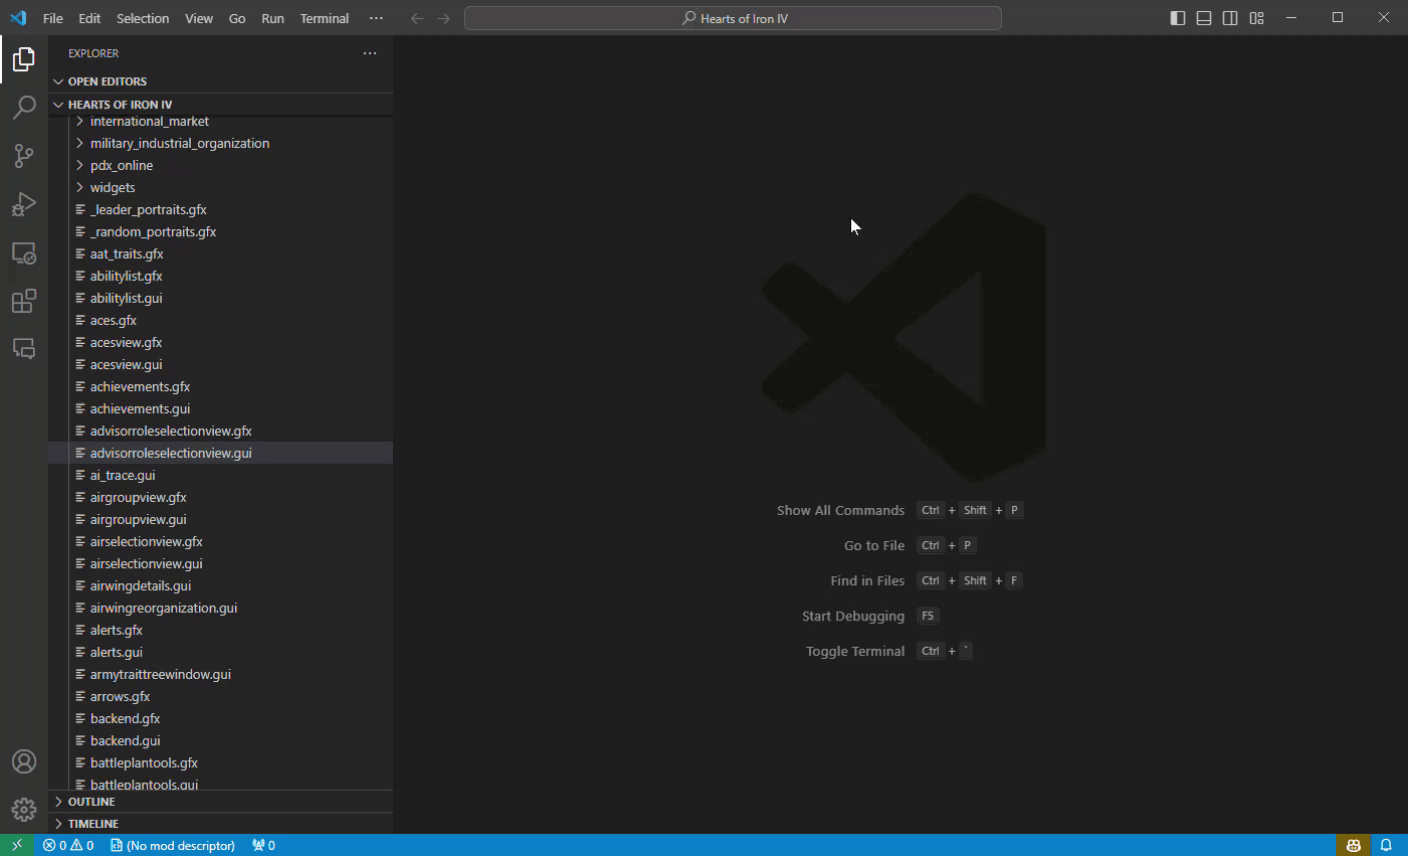 File Edit Selection View Go Run Terminal ···
Hearts of Iron IV
EXPLORER ···
OPEN EDITORS
HEARTS OF IRON IV
international_market
military_industrial_organization
pdx_online
widgets
_leader_portraits.gfx
_random_portraits.gfx
aat_traits.gfx
abilitylist.gfx
abilitylist.gui
aces.gfx
acesview.gfx
acesview.gui
achievements.gfx
achievements.gui
advisorroleselectionview.gfx
advisorroleselectionview.gui
ai_trace.gui
airgroupview.gfx
airgroupview.gui
airselectionview.gfx
airselectionview.gui
airwingdetails.gui
airwingreorganization.gui
alerts.gfx
alerts.gui
armytraittreewindow.gui
arrows.gfx
backend.gfx
backend.gui
battleplantools.gfx
battleplantools.gui
OUTLINE
TIMELINE
Show All Commands Ctrl + Shift + P
Go to File Ctrl + P
Find in Files Ctrl + Shift + F
Start Debugging F5
Toggle Terminal Ctrl + `
0 0 (No mod descriptor) 0